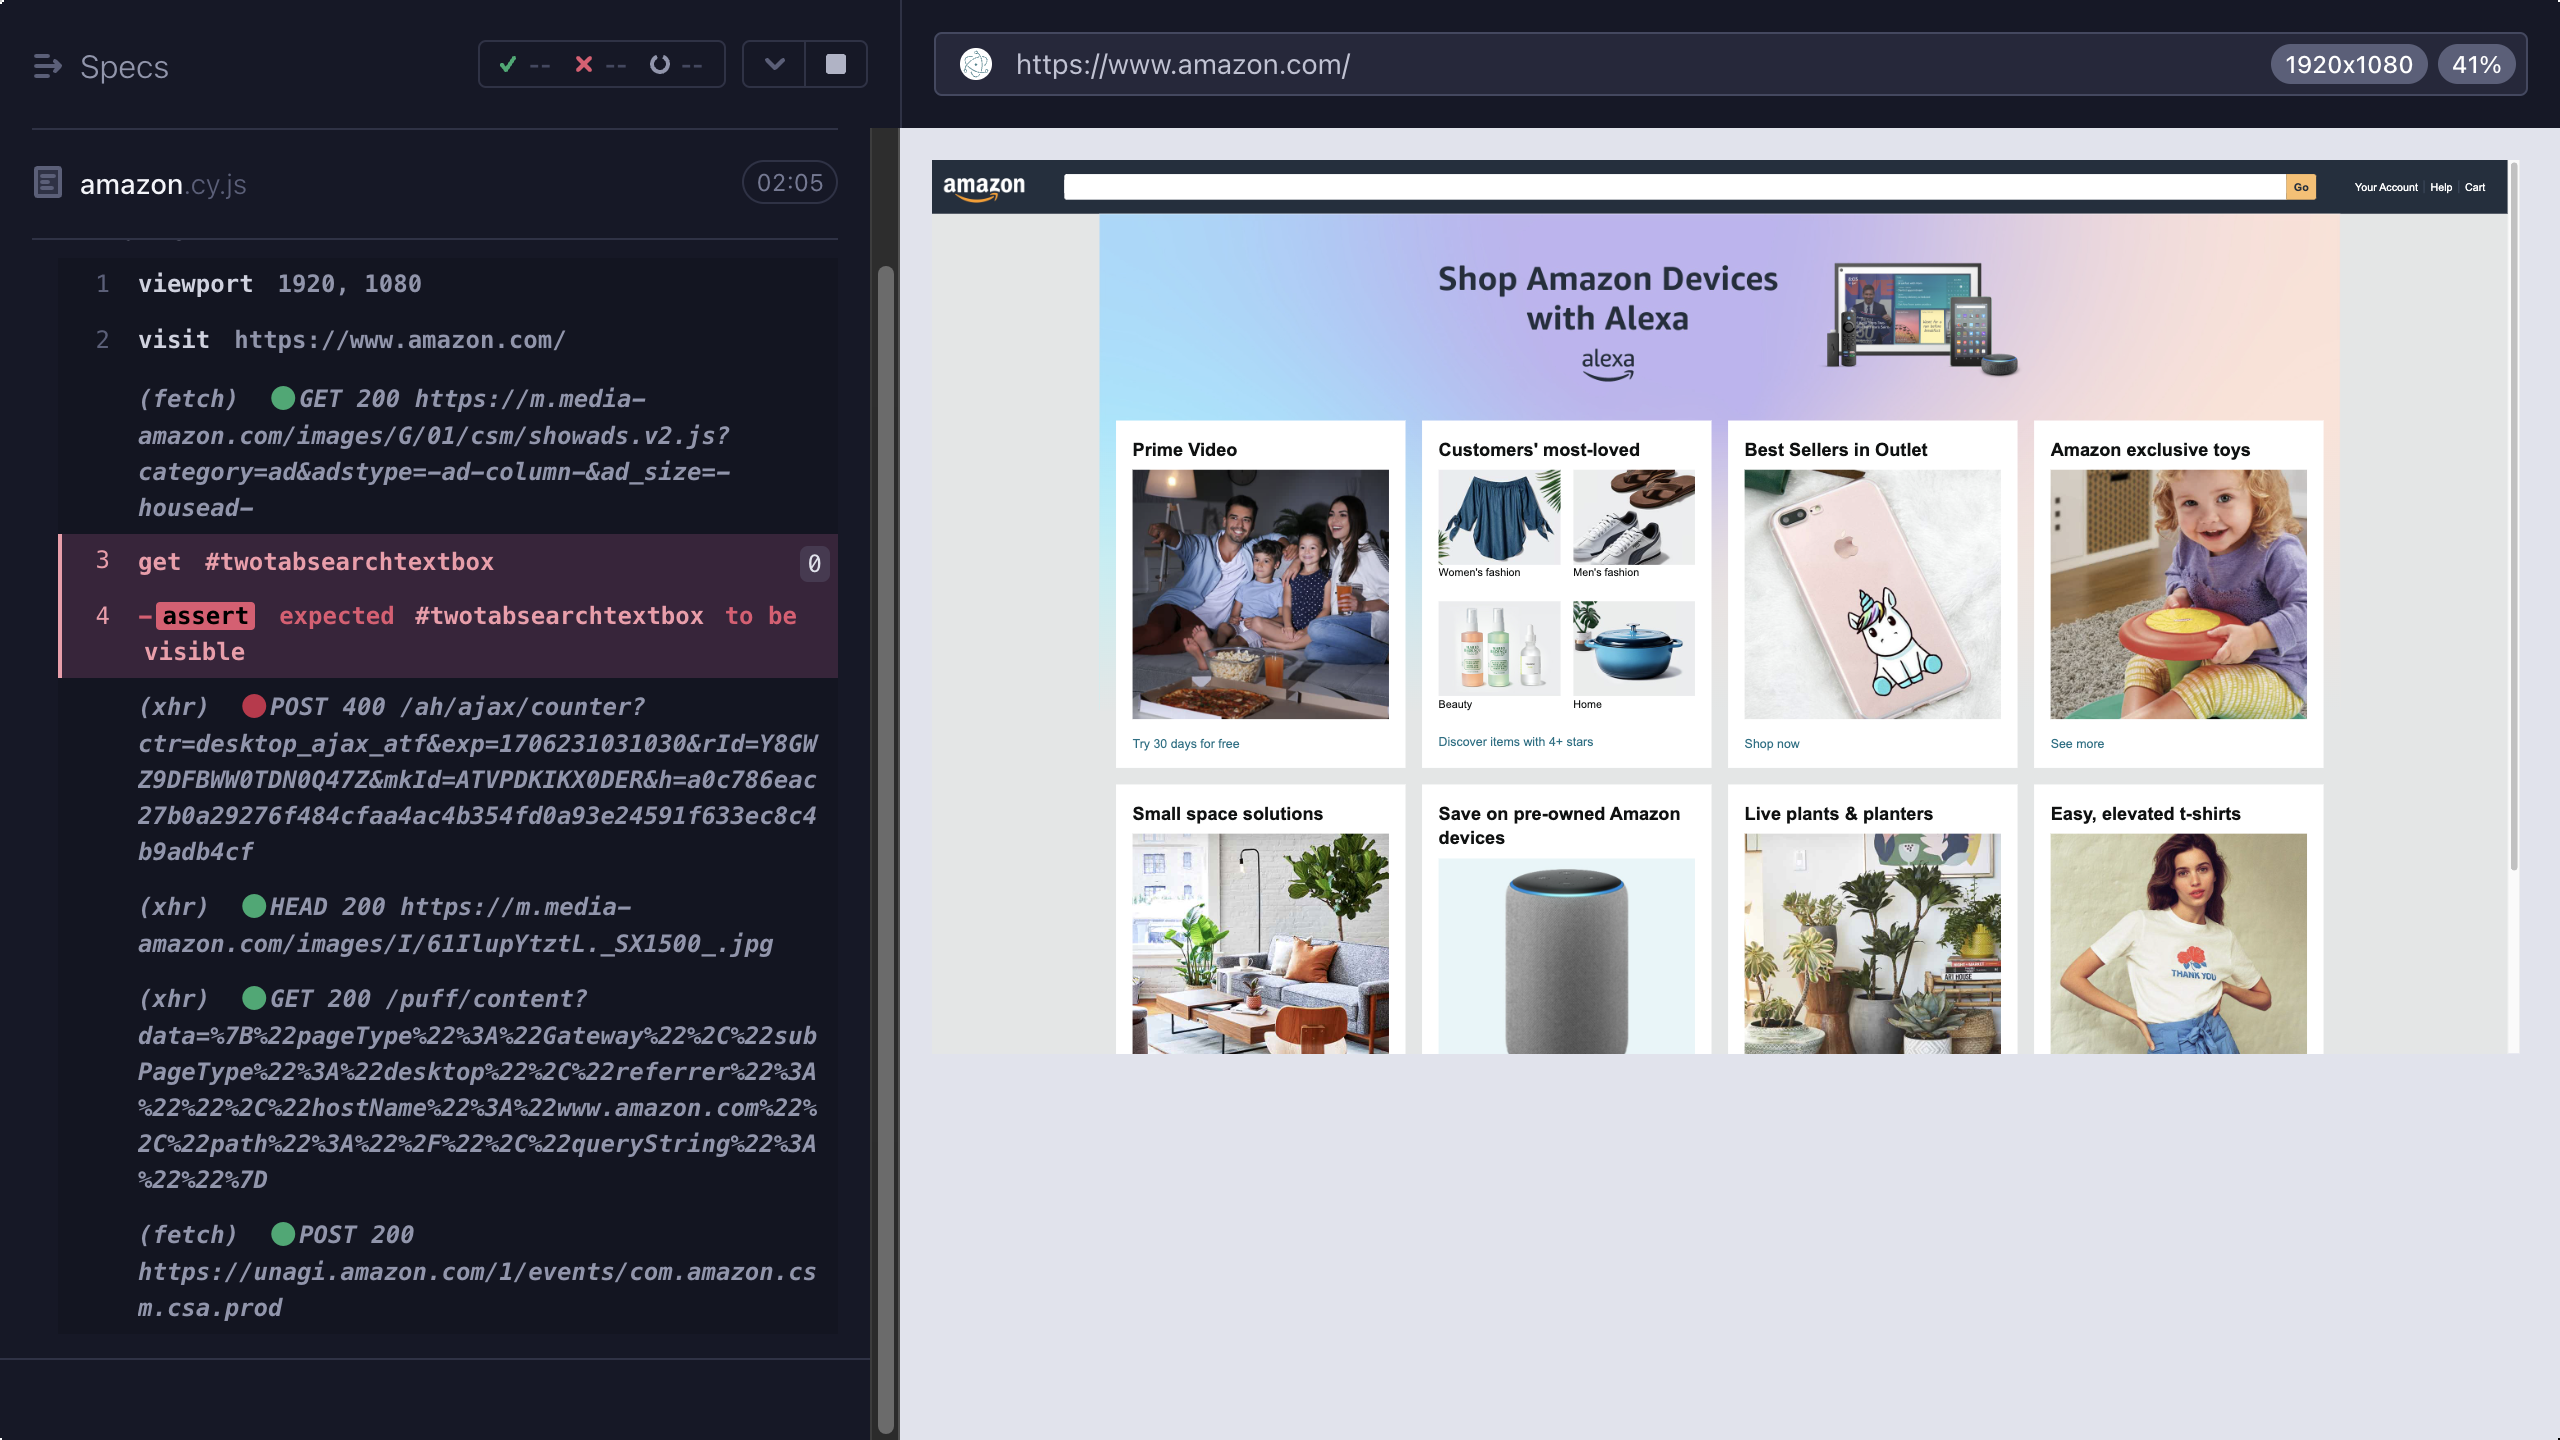 Specs
--
--
--
amazon.cy.js
02:05
1 viewport 1920, 1080
2 visit https://www.amazon.com/
(fetch) GET 200 https://m.media-
amazon.com/images/G/01/csm/showads.v2.js?
category=ad&adstype=-ad-column-&ad_size=-
housead-
3 get #twotabsearchtextbox 0
4 -assert expected #twotabsearchtextbox to be
visible
(xhr) POST 400 /ah/ajax/counter?
ctr=desktop_ajax_atf&exp=1706231031030&rId=Y8GW
Z9DFBWW0TDN0Q47Z&mkId=ATVPDKIKX0DER&h=a0c786eac
27b0a29276f484cfaa4ac4b354fd0a93e24591f633ec8c4
b9adb4cf
(xhr) HEAD 200 https://m.media-
amazon.com/images/I/61IlupYtztL._SX1500_.jpg
(xhr) GET 200 /puff/content?
data=%7B%22pageType%22%3A%22Gateway%22%2C%22sub
PageType%22%3A%22desktop%22%2C%22referrer%22%3A
%22%22%2C%22hostName%22%3A%22www.amazon.com%22%
2C%22path%22%3A%22%2F%22%2C%22queryString%22%3A
%22%22%7D
(fetch) POST 200
https://unagi.amazon.com/1/events/com.amazon.cs
m.csa.prod
https://www.amazon.com/
1920x1080
41%
amazon
Go
Your Account
Help
Cart
Shop Amazon Devices
with Alexa
alexa
Prime Video
Try 30 days for free
Customers' most-loved
Women's fashion
Men's fashion
Beauty
Home
Discover items with 4+ stars
Best Sellers in Outlet
Shop now
Amazon exclusive toys
See more
Small space solutions
Save on pre-owned Amazon
devices
Live plants & planters
ART HOUSE
Easy, elevated t-shirts
THANK YOU